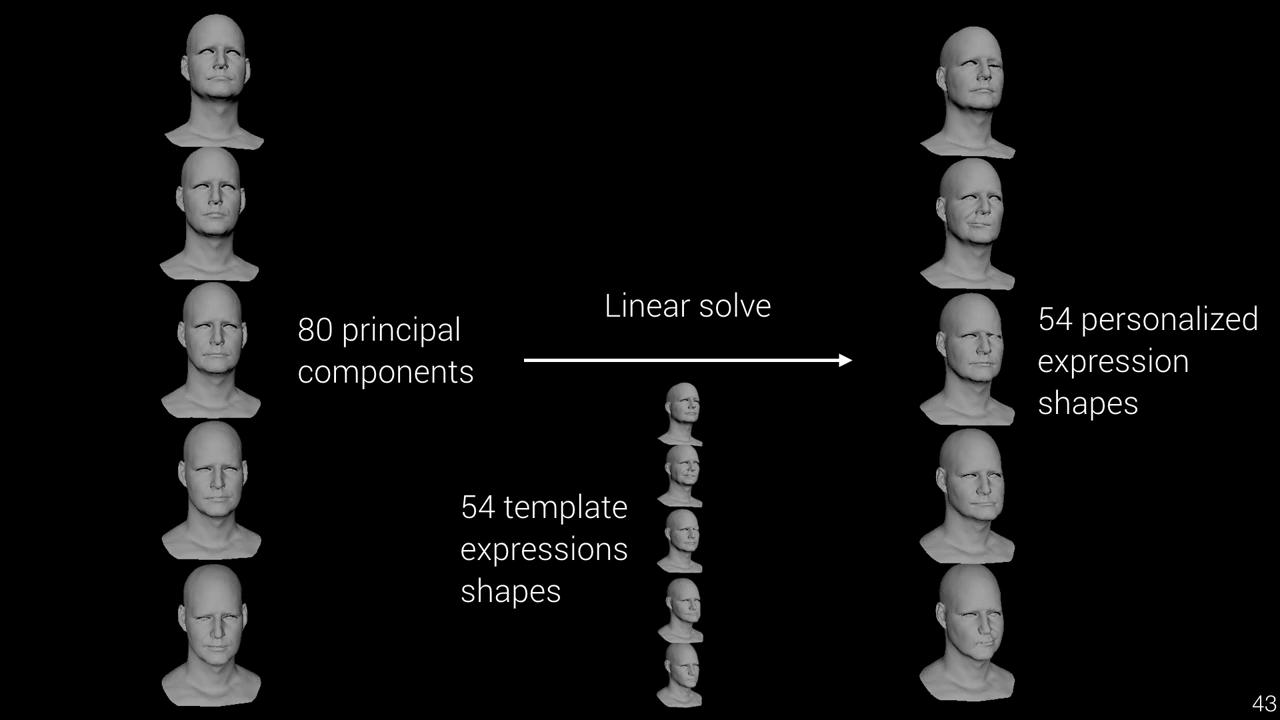 80 principal
components
Linear solve
54 template
expressions
shapes
54 personalized
expression
shapes
43